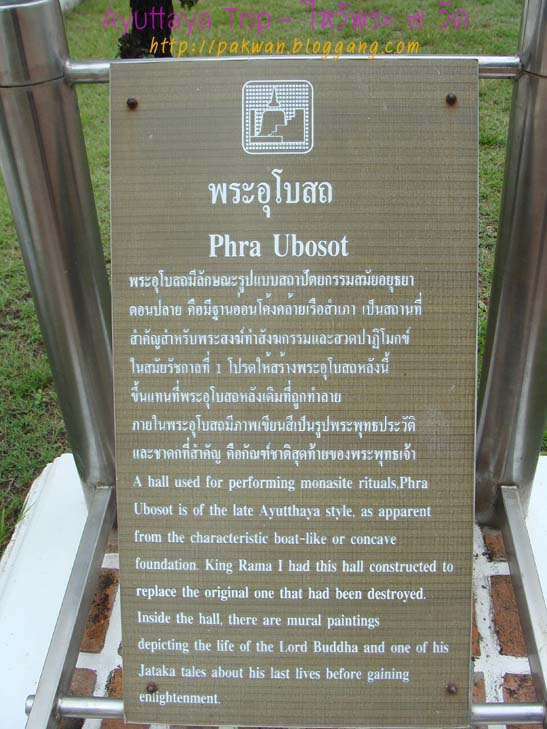 Ayuttaya Trip - ไหว้พระ ๙ วัด
http://pakwan.bloggang.com
พระอุโบสถ
Phra Ubosot
พระอุโบสถมีลักษณะรูปแบบสถาปัตยกรรมสมัยอยุธยา
ตอนปลาย คือมีฐานอ่อนโค้งคล้ายเรือสำเภา เป็นสถานที่
สำคัญสำหรับพระสงฆ์ทำสังฆกรรมและสวดปาฏิโมกข์
ในสมัยรัชกาลที่ 1 โปรดให้สร้างพระอุโบสถหลังนี้
ขึ้นแทนที่พระอุโบสถหลังเดิมที่ถูกทำลาย
ภายในพระอุโบสถมีภาพเขียนสีเป็นรูปพระพุทธประวัติ
และชาดกที่สำคัญ คือกัณฑ์ชาติสุดท้ายของพระพุทธเจ้า
A hall used for performing monasite rituals,Phra
Ubosot is of the late Ayutthaya style, as apparent
from the characteristic boat-like or concave
foundation. King Rama I had this hall constructed to
replace the original one that had been destroyed.
Inside the hall, there are mural paintings
depicting the life of the Lord Buddha and one of his
Jataka tales about his last lives before gaining
enlightenment.